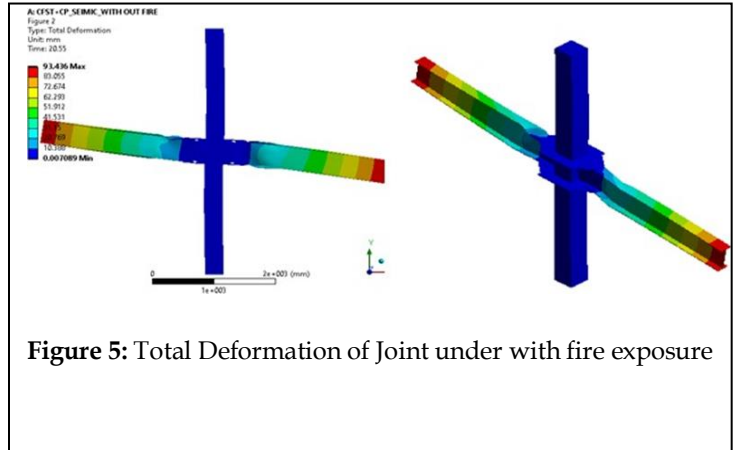 A: CFST+CP_SEIMIC_WITH OUT FIRE
Figure 2
Type: Total Deformation
Unit: mm
Time: 20.55
93.436 Max
83.055
72.674
62.293
51.912
41.531
10.388
0.007089 Min
Y
0
2e+003 (mm)
1e+003
Figure 5: Total Deformation of Joint under with fire exposure